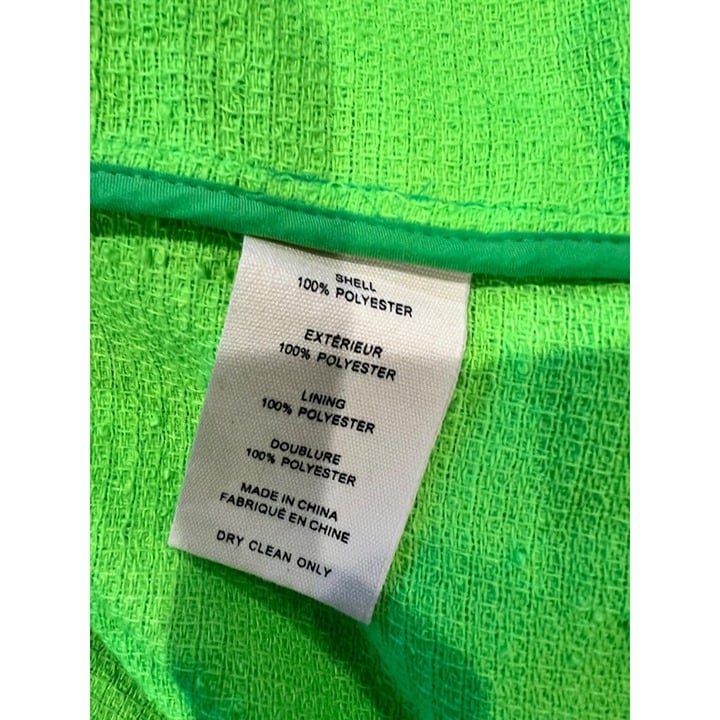 SHELL
100% POLYESTER
EXTÉRIEUR
100% POLYESTER
LINING
100% POLYESTER
DOUBLURE
100% POLYESTER
MADE IN CHINA
FABRIQUÉ EN CHINE
DRY CLEAN ONLY